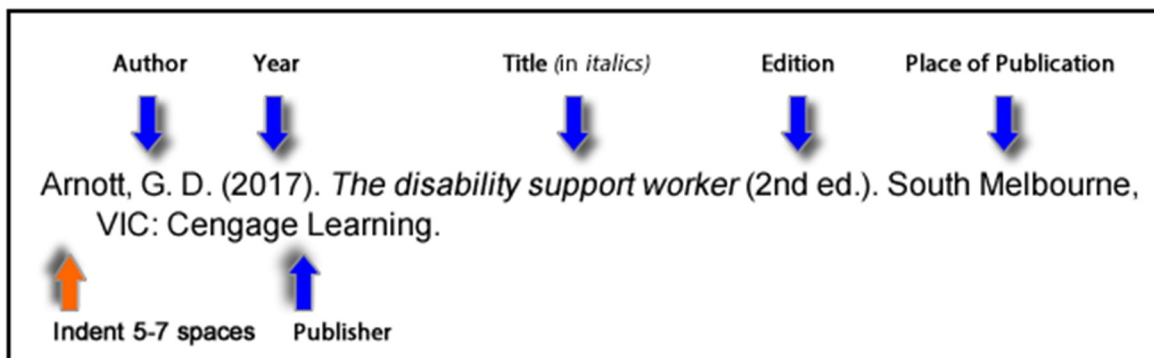 Author Year Title (in italics) Edition Place of Publication
Arnott, G. D. (2017). The disability support worker (2nd ed.). South Melbourne,
VIC: Cengage Learning.
Indent 5-7 spaces Publisher